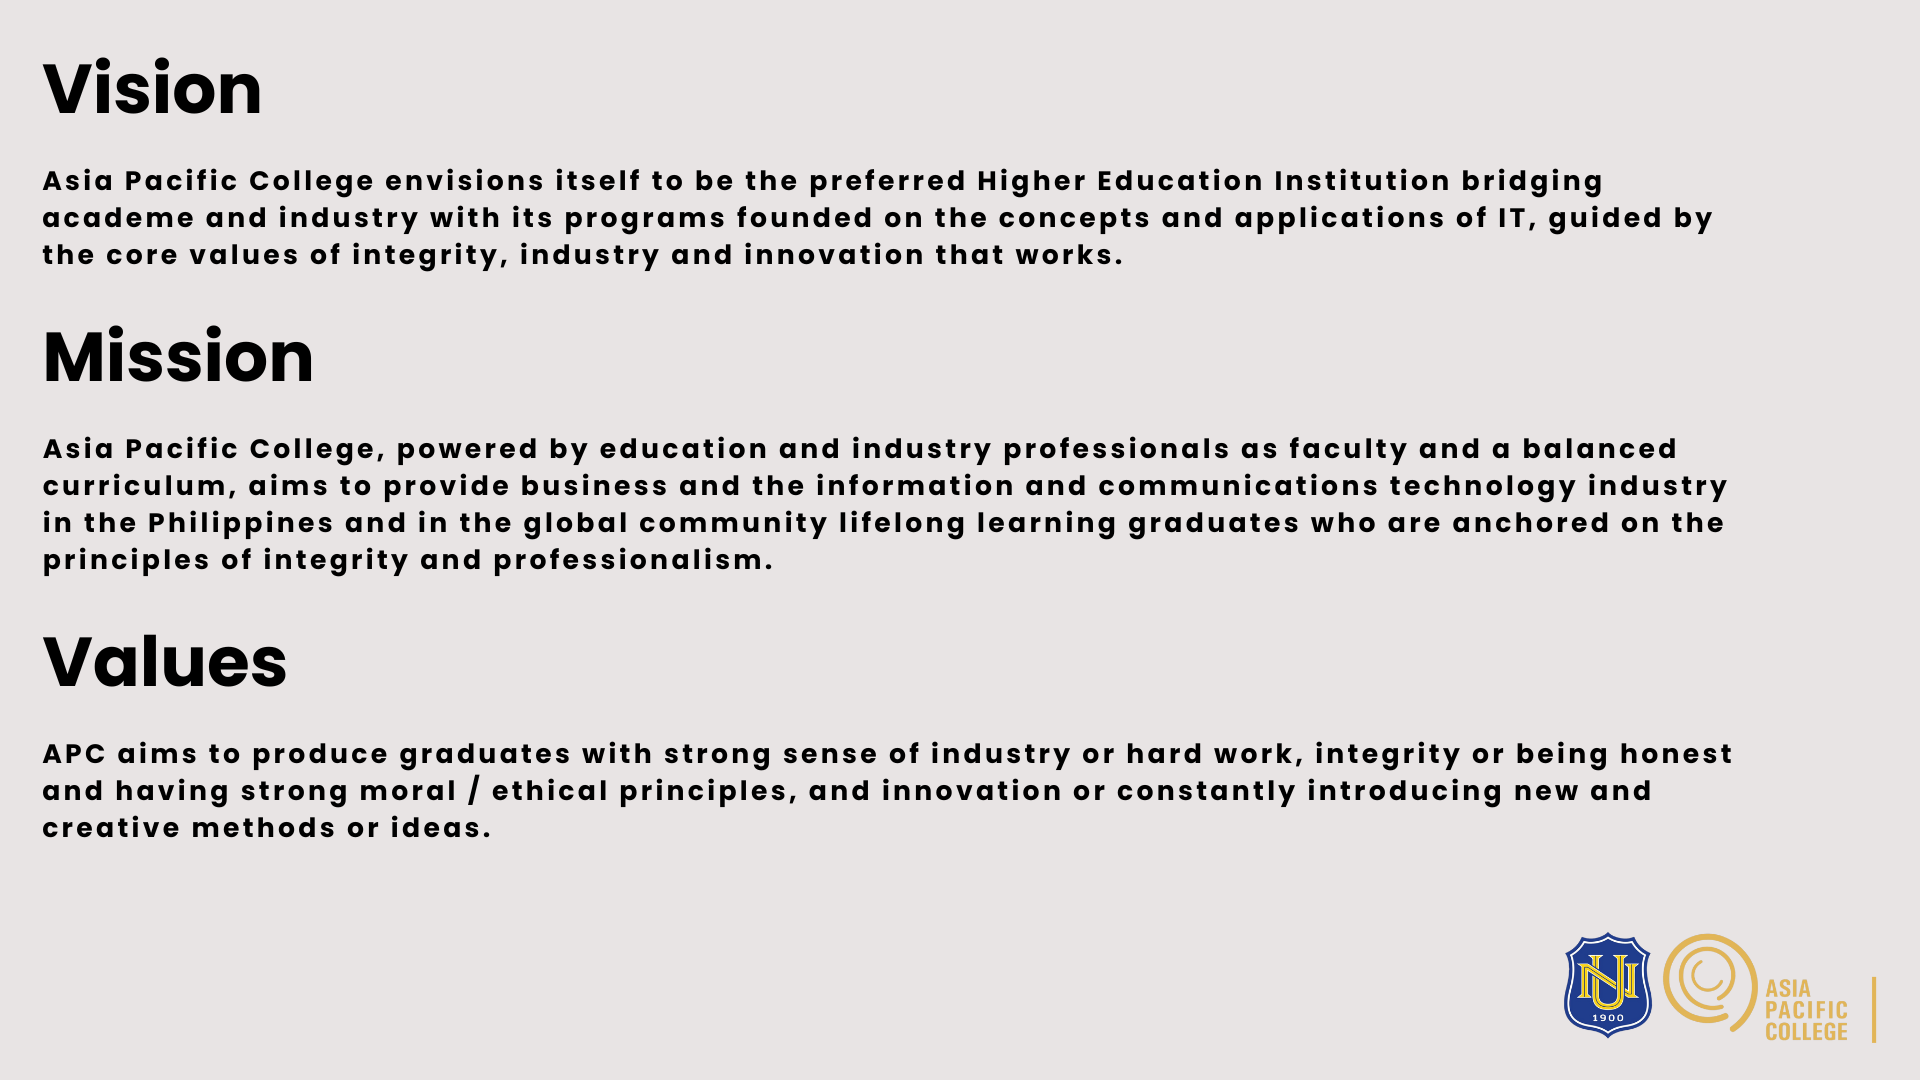 Vision
Asia Pacific College envisions itself to be the preferred Higher Education Institution bridging
academe and industry with its programs founded on the concepts and applications of IT, guided by
the core values of integrity, industry and innovation that works.
Mission
Asia Pacific College, powered by education and industry professionals as faculty and a balanced
curriculum, aims to provide business and the information and communications technology industry
in the Philippines and in the global community lifelong learning graduates who are anchored on the
principles of integrity and professionalism.
Values
APC aims to produce graduates with strong sense of industry or hard work, integrity or being honest
and having strong moral / ethical principles, and innovation or constantly introducing new and
creative methods or ideas.
NU
1900
ASIA
PACIFIC
COLLEGE